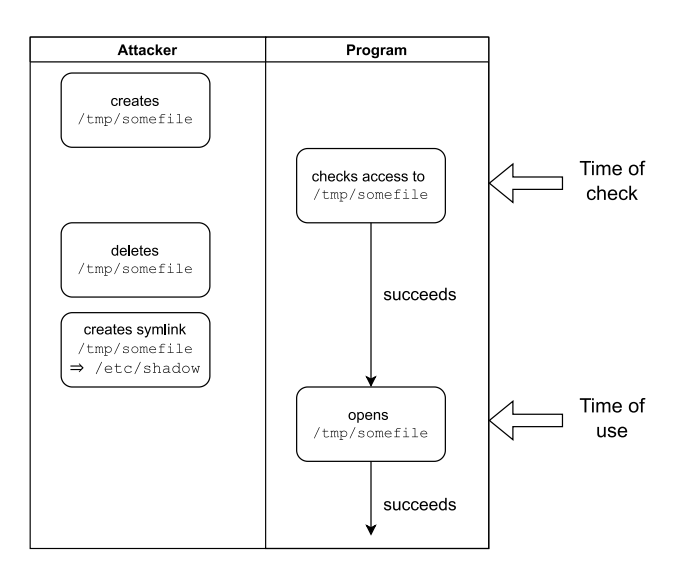 Attacker
Program
creates
/tmp/somefile
checks access to
/tmp/somefile
Time of
check
deletes
/tmp/somefile
succeeds
creates symlink
/tmp/somefile
⇒ /etc/shadow
opens
/tmp/somefile
Time of
use
succeeds